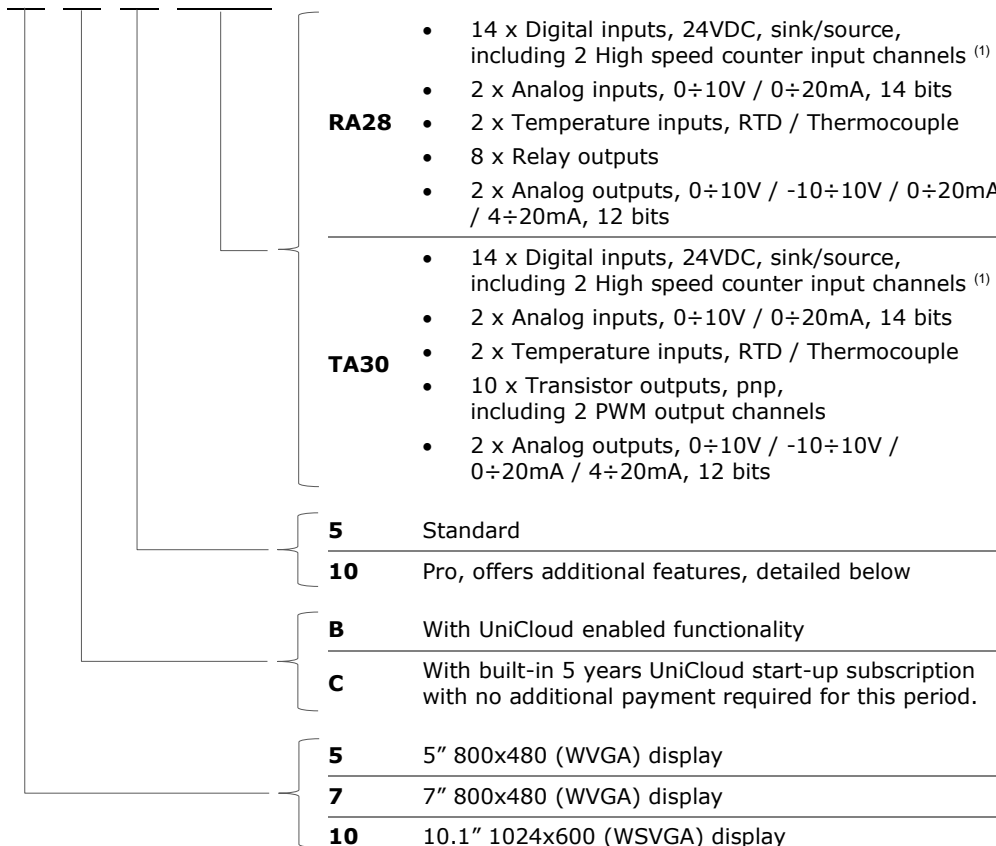 • 14 x Digital inputs, 24VDC, sink/source,
including 2 High speed counter input channels (1)
• 2 x Analog inputs, 0÷10V / 0÷20mA, 14 bits
RA28 • 2 x Temperature inputs, RTD / Thermocouple
• 8 x Relay outputs
• 2 x Analog outputs, 0÷10V / -10÷10V / 0÷20mA
/ 4÷20mA, 12 bits
• 14 x Digital inputs, 24VDC, sink/source,
including 2 High speed counter input channels (1)
• 2 x Analog inputs, 0÷10V / 0÷20mA, 14 bits
TA30 • 2 x Temperature inputs, RTD / Thermocouple
• 10 x Transistor outputs, pnp,
including 2 PWM output channels
• 2 x Analog outputs, 0÷10V / -10÷10V /
0÷20mA / 4÷20mA, 12 bits
5 Standard
10 Pro, offers additional features, detailed below
B With UniCloud enabled functionality
C With built-in 5 years UniCloud start-up subscription
with no additional payment required for this period.
5 5” 800x480 (WVGA) display
7 7” 800x480 (WVGA) display
10 10.1” 1024x600 (WSVGA) display